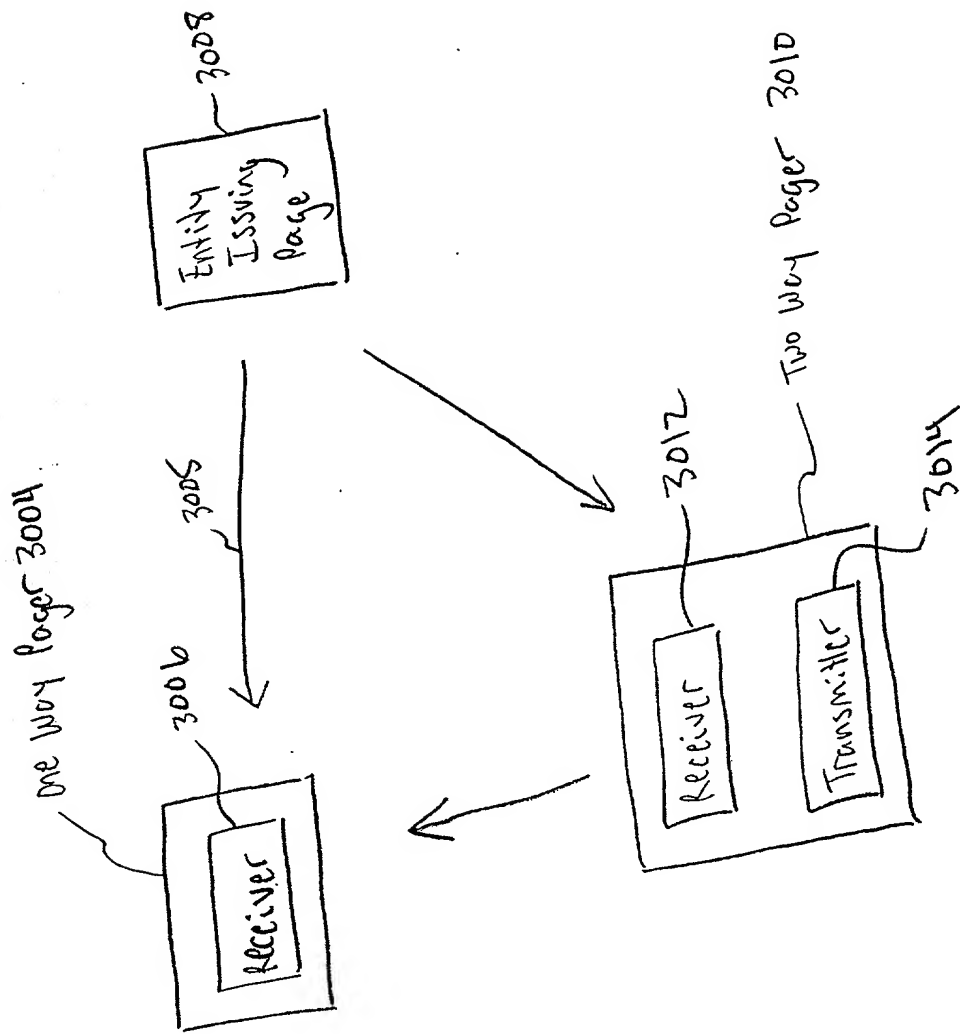 One Way Pager 3004
3006
Receiver
3005
Entity
Issuing
Page
3008
3012
Receiver
Transmitter
Two Way Pager 3010
3014